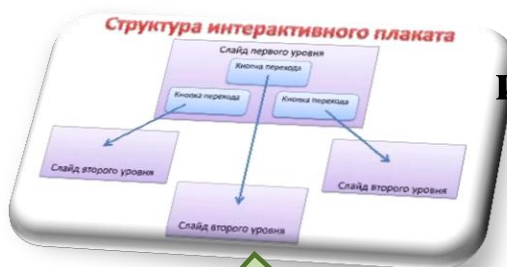 Структура интерактивного плаката
Слайд первого уровня
Кнопка перехода
Кнопка перехода
Кнопка перехода
Слайд второго уровня
Слайд второго уровня
Слайд второго уровня